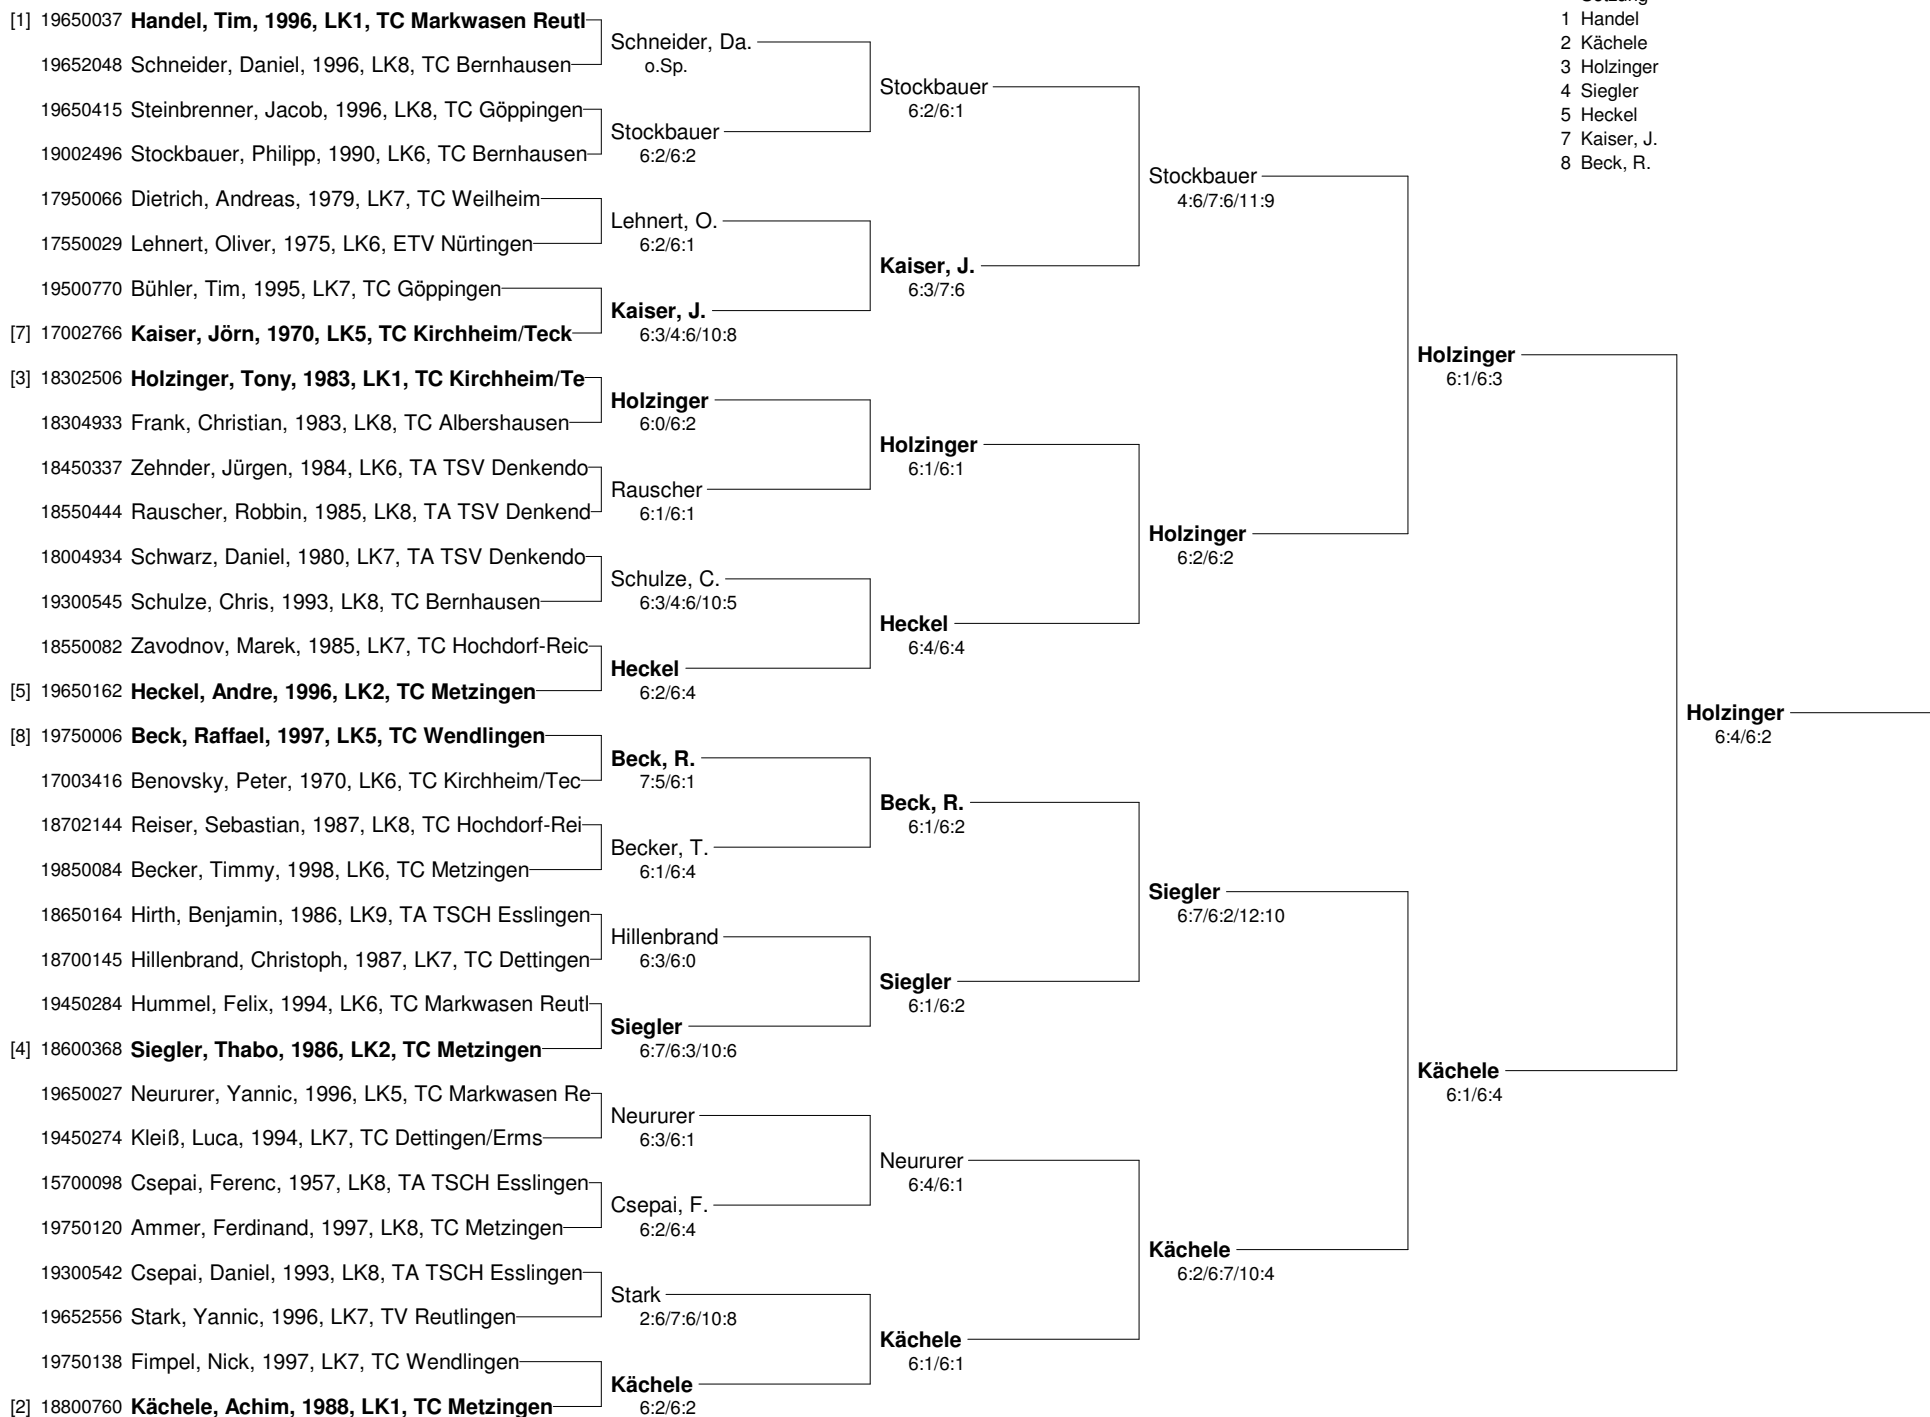 Setzung
1 Handel
2 Kächele
3 Holzinger
4 Siegler
5 Heckel
7 Kaiser, J.
8 Beck, R.
[1] 19650037 Handel, Tim, 1996, LK1, TC Markwasen Reutl
19652048 Schneider, Daniel, 1996, LK8, TC Bernhausen
19650415 Steinbrenner, Jacob, 1996, LK8, TC Göppingen
19002496 Stockbauer, Philipp, 1990, LK6, TC Bernhausen
17950066 Dietrich, Andreas, 1979, LK7, TC Weilheim
17550029 Lehnert, Oliver, 1975, LK6, ETV Nürtingen
19500770 Bühler, Tim, 1995, LK7, TC Göppingen
[7] 17002766 Kaiser, Jörn, 1970, LK5, TC Kirchheim/Teck
[3] 18302506 Holzinger, Tony, 1983, LK1, TC Kirchheim/Te
18304933 Frank, Christian, 1983, LK8, TC Albershausen
18450337 Zehnder, Jürgen, 1984, LK6, TA TSV Denkendo
18550444 Rauscher, Robbin, 1985, LK8, TA TSV Denkend
18004934 Schwarz, Daniel, 1980, LK7, TA TSV Denkendo
19300545 Schulze, Chris, 1993, LK8, TC Bernhausen
18550082 Zavodnov, Marek, 1985, LK7, TC Hochdorf-Reic
[5] 19650162 Heckel, Andre, 1996, LK2, TC Metzingen
[8] 19750006 Beck, Raffael, 1997, LK5, TC Wendlingen
17003416 Benovsky, Peter, 1970, LK6, TC Kirchheim/Tec
18702144 Reiser, Sebastian, 1987, LK8, TC Hochdorf-Rei
19850084 Becker, Timmy, 1998, LK6, TC Metzingen
18650164 Hirth, Benjamin, 1986, LK9, TA TSCH Esslingen
18700145 Hillenbrand, Christoph, 1987, LK7, TC Dettingen
19450284 Hummel, Felix, 1994, LK6, TC Markwasen Reutl
[4] 18600368 Siegler, Thabo, 1986, LK2, TC Metzingen
19650027 Neururer, Yannic, 1996, LK5, TC Markwasen Re
19450274 Kleiß, Luca, 1994, LK7, TC Dettingen/Erms
15700098 Csepai, Ferenc, 1957, LK8, TA TSCH Esslingen
19750120 Ammer, Ferdinand, 1997, LK8, TC Metzingen
19300542 Csepai, Daniel, 1993, LK8, TA TSCH Esslingen
19652556 Stark, Yannic, 1996, LK7, TV Reutlingen
19750138 Fimpel, Nick, 1997, LK7, TC Wendlingen
[2] 18800760 Kächele, Achim, 1988, LK1, TC Metzingen
Schneider, Da.
o.Sp.
Stockbauer
6:2/6:2
Lehnert, O.
6:2/6:1
Kaiser, J.
6:3/4:6/10:8
Holzinger
6:0/6:2
Rauscher
6:1/6:1
Schulze, C.
6:3/4:6/10:5
Heckel
6:2/6:4
Beck, R.
7:5/6:1
Becker, T.
6:1/6:4
Hillenbrand
6:3/6:0
Siegler
6:7/6:3/10:6
Neururer
6:3/6:1
Csepai, F.
6:2/6:4
Stark
2:6/7:6/10:8
Kächele
6:2/6:2
Stockbauer
6:2/6:1
Kaiser, J.
6:3/7:6
Holzinger
6:1/6:1
Heckel
6:4/6:4
Beck, R.
6:1/6:2
Siegler
6:1/6:2
Neururer
6:4/6:1
Kächele
6:1/6:1
Stockbauer
4:6/7:6/11:9
Holzinger
6:2/6:2
Siegler
6:7/6:2/12:10
Kächele
6:2/6:7/10:4
Holzinger
6:1/6:3
Kächele
6:1/6:4
Holzinger
6:4/6:2